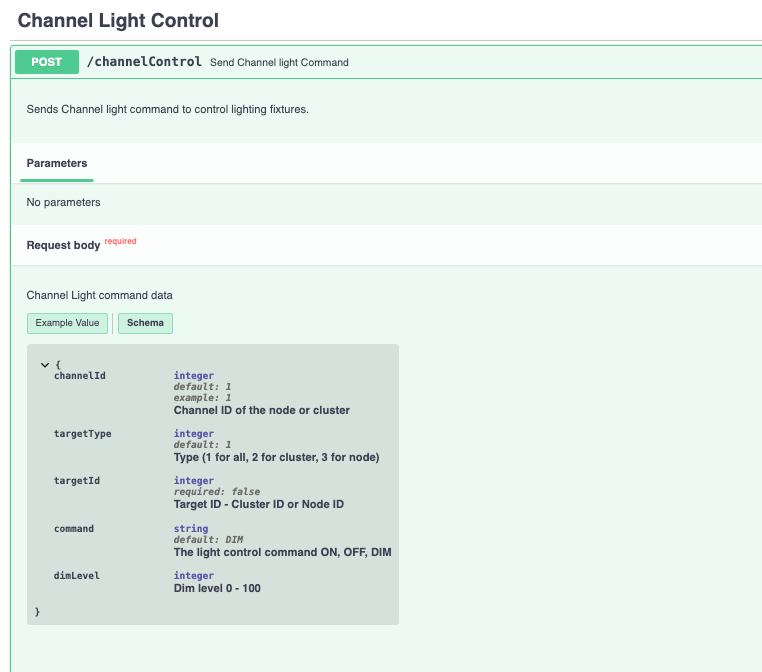 Channel Light Control
POST /channelControl Send Channel light Command
Sends Channel light command to control lighting fixtures.
Parameters
No parameters
Request body required
Channel Light command data
Example Value Schema
{
channelId integer
default: 1
example: 1
Channel ID of the node or cluster
targetType integer
default: 1
Type (1 for all, 2 for cluster, 3 for node)
targetId integer
required: false
Target ID - Cluster ID or Node ID
command string
default: DIM
The light control command ON, OFF, DIM
dimLevel integer
Dim level 0 - 100
}